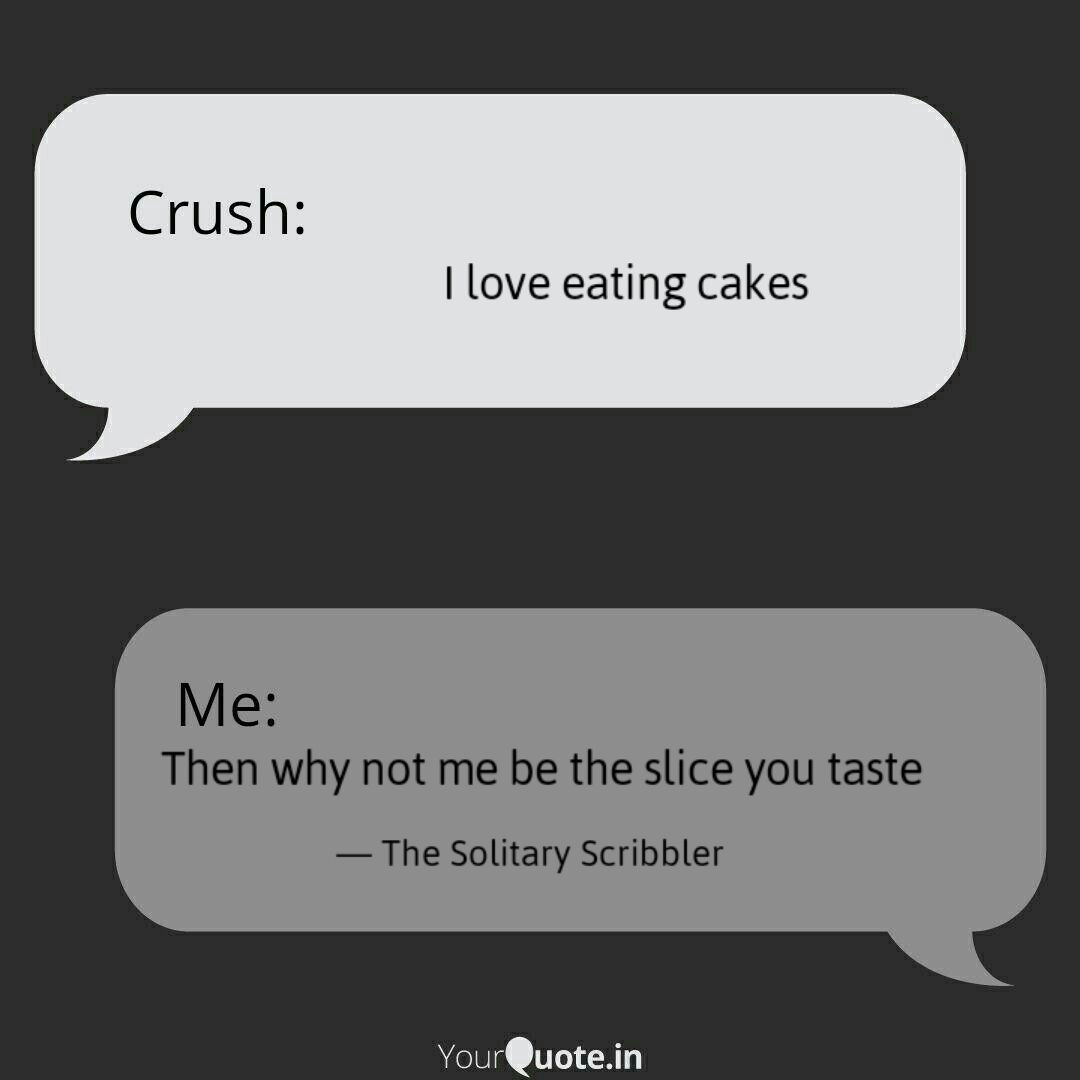 Crush:
I love eating cakes
Me:
Then why not me be the slice you taste
— The Solitary Scribbler
YourQuote.in